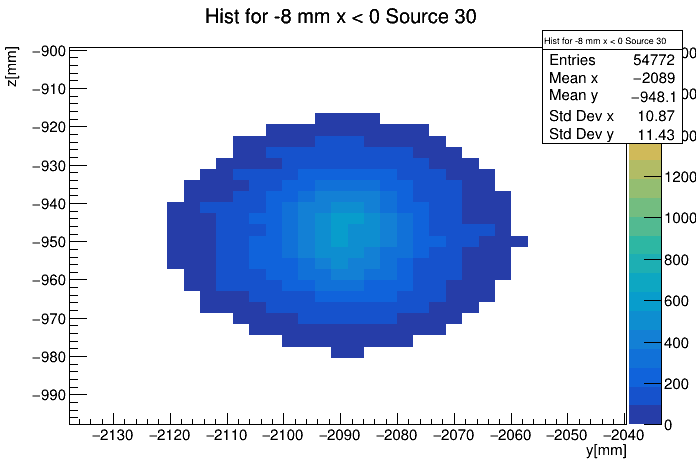 Hist for -8 mm x < 0 Source 30
z[mm]
Hist for -8 mm x < 0 Source 30
Entries 54772
Mean x −2089
Mean y −948.1
Std Dev x 10.87
Std Dev y 11.43
−900
−910
−920
−930
−940
−950
−960
−970
−980
−990
1200
1000
800
600
400
200
0
−2130 −2120 −2110 −2100 −2090 −2080 −2070 −2060 −2050 −2040
y[mm]